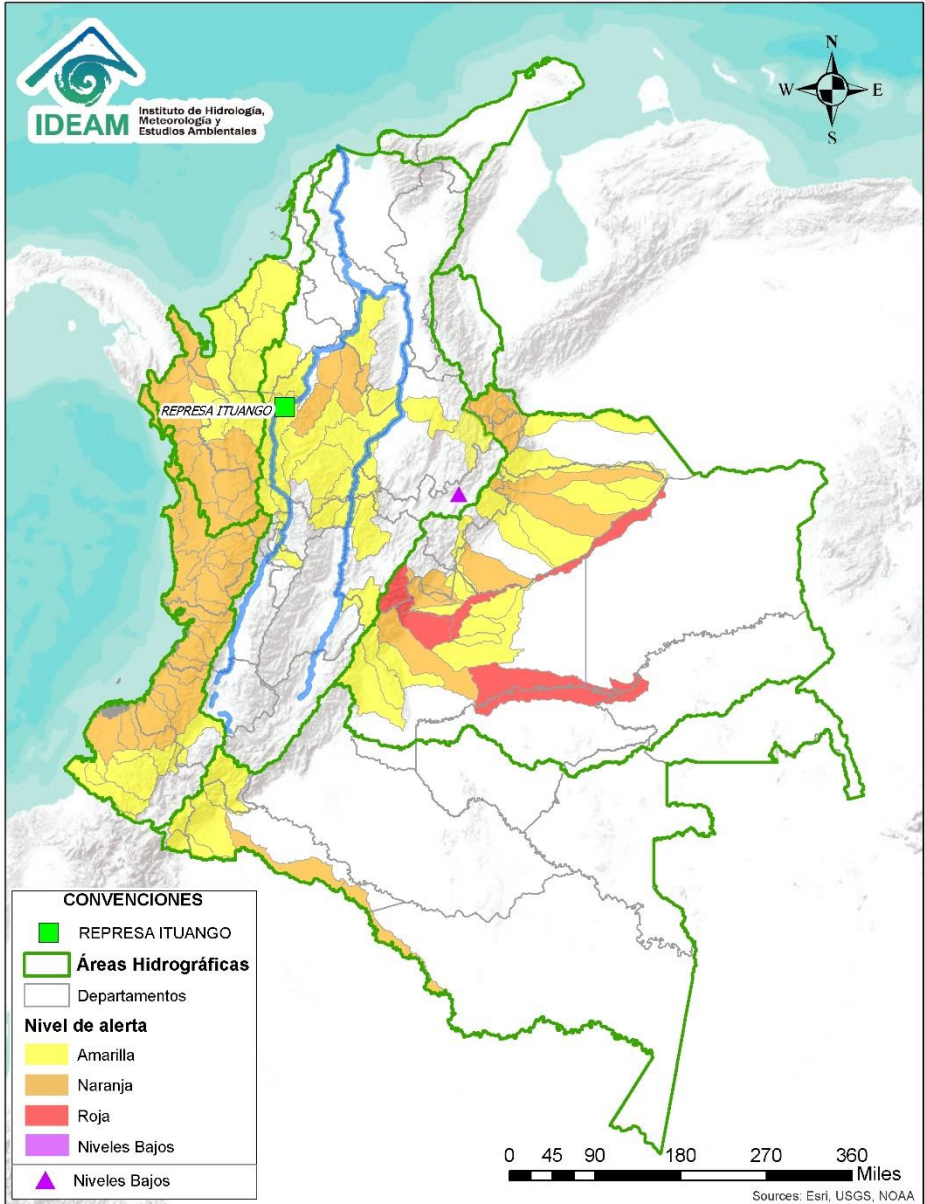 IDEAM
Instituto de Hidrología,
Meteorología y
Estudios Ambientales
N
W
E
S
REPRESA ITUANGO
CONVENCIONES
REPRESA ITUANGO
Áreas Hidrográficas
Departamentos
Nivel de alerta
Amarilla
Naranja
Roja
Niveles Bajos
Niveles Bajos
0 45 90 180 270 360
Miles
Sources: Esri, USGS, NOAA